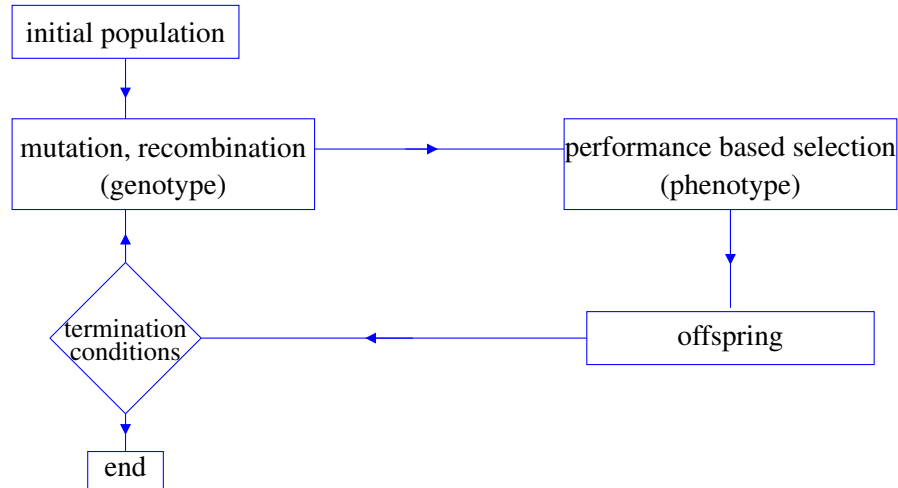 initial population
mutation, recombination
(genotype)
performance based selection
(phenotype)
termination
conditions
offspring
end